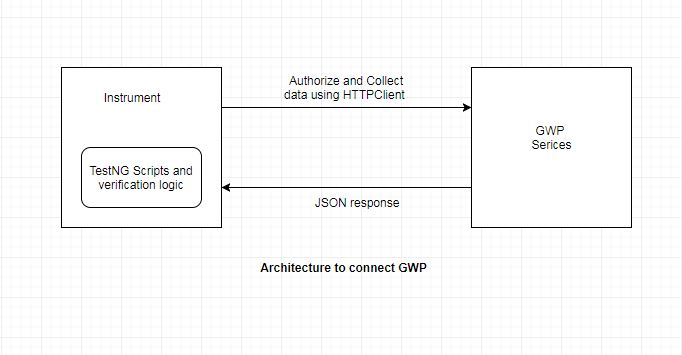 Authorize and Collect
data using HTTPClient
Instrument
GWP
Serices
TestNG Scripts and
verification logic
JSON response
Architecture to connect GWP